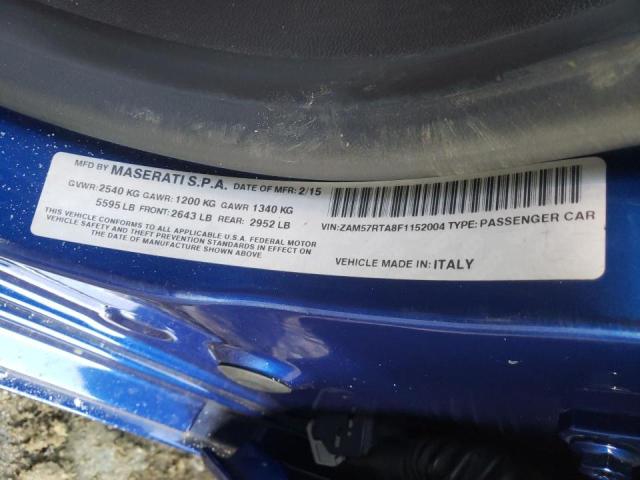 MFD BY MASERATI S.P.A. DATE OF MFR: 2/15
GVWR: 2540 KG GAWR: 1200 KG GAWR: 1340 KG
5595 LB FRONT: 2643 LB REAR: 2952 LB
THIS VEHICLE CONFORMS TO ALL APPLICABLE U.S.A. FEDERAL MOTOR
VEHICLE SAFETY AND THEFT PREVENTION STANDARDS IN EFFECT ON
THE DATE OF MANUFACTURE SHOWN ABOVE
VIN:ZAM57RTA8F1152004 TYPE: PASSENGER CAR
VEHICLE MADE IN: ITALY